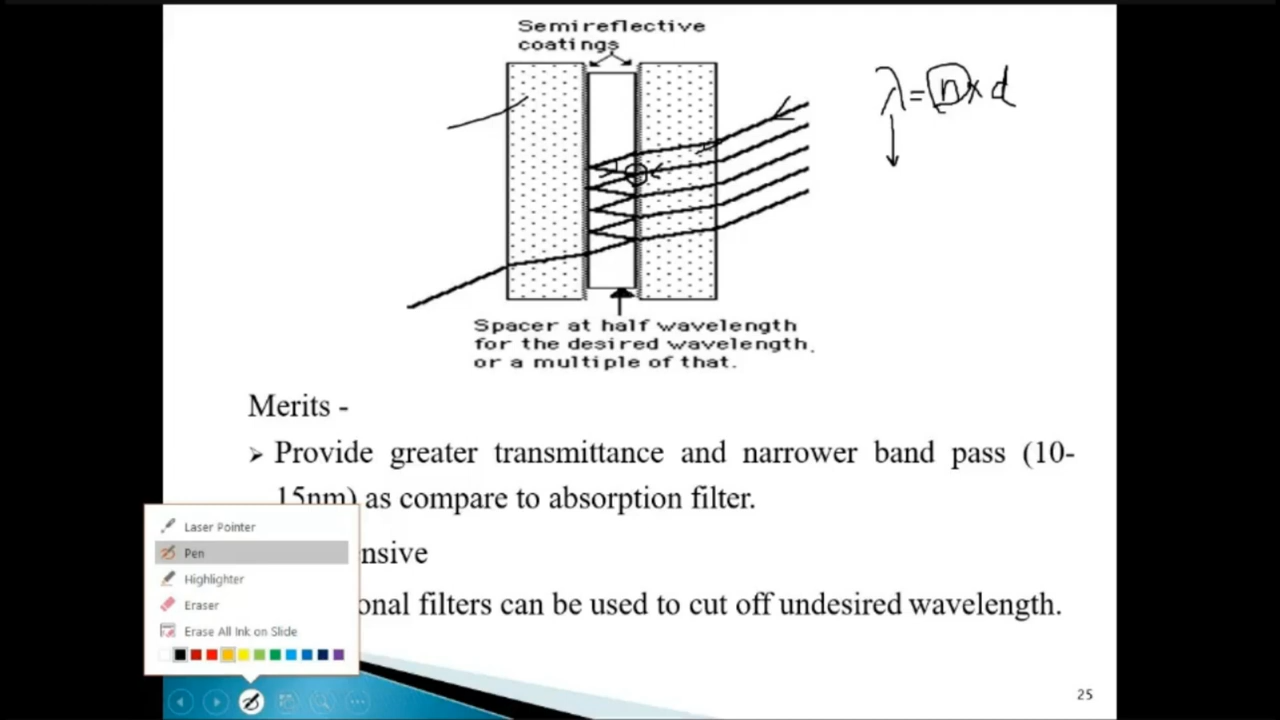 Semireflective
coatings
λ = n x d
Spacer at half wavelength
for the desired wavelength.
or a multiple of that.
Merits -
➢ Provide greater transmittance and narrower band pass (10-
15nm) as compare to absorption filter.
ensive
onal filters can be used to cut off undesired wavelength.
Laser Pointer
Pen
Highlighter
Eraser
Erase All Ink on Slide
25